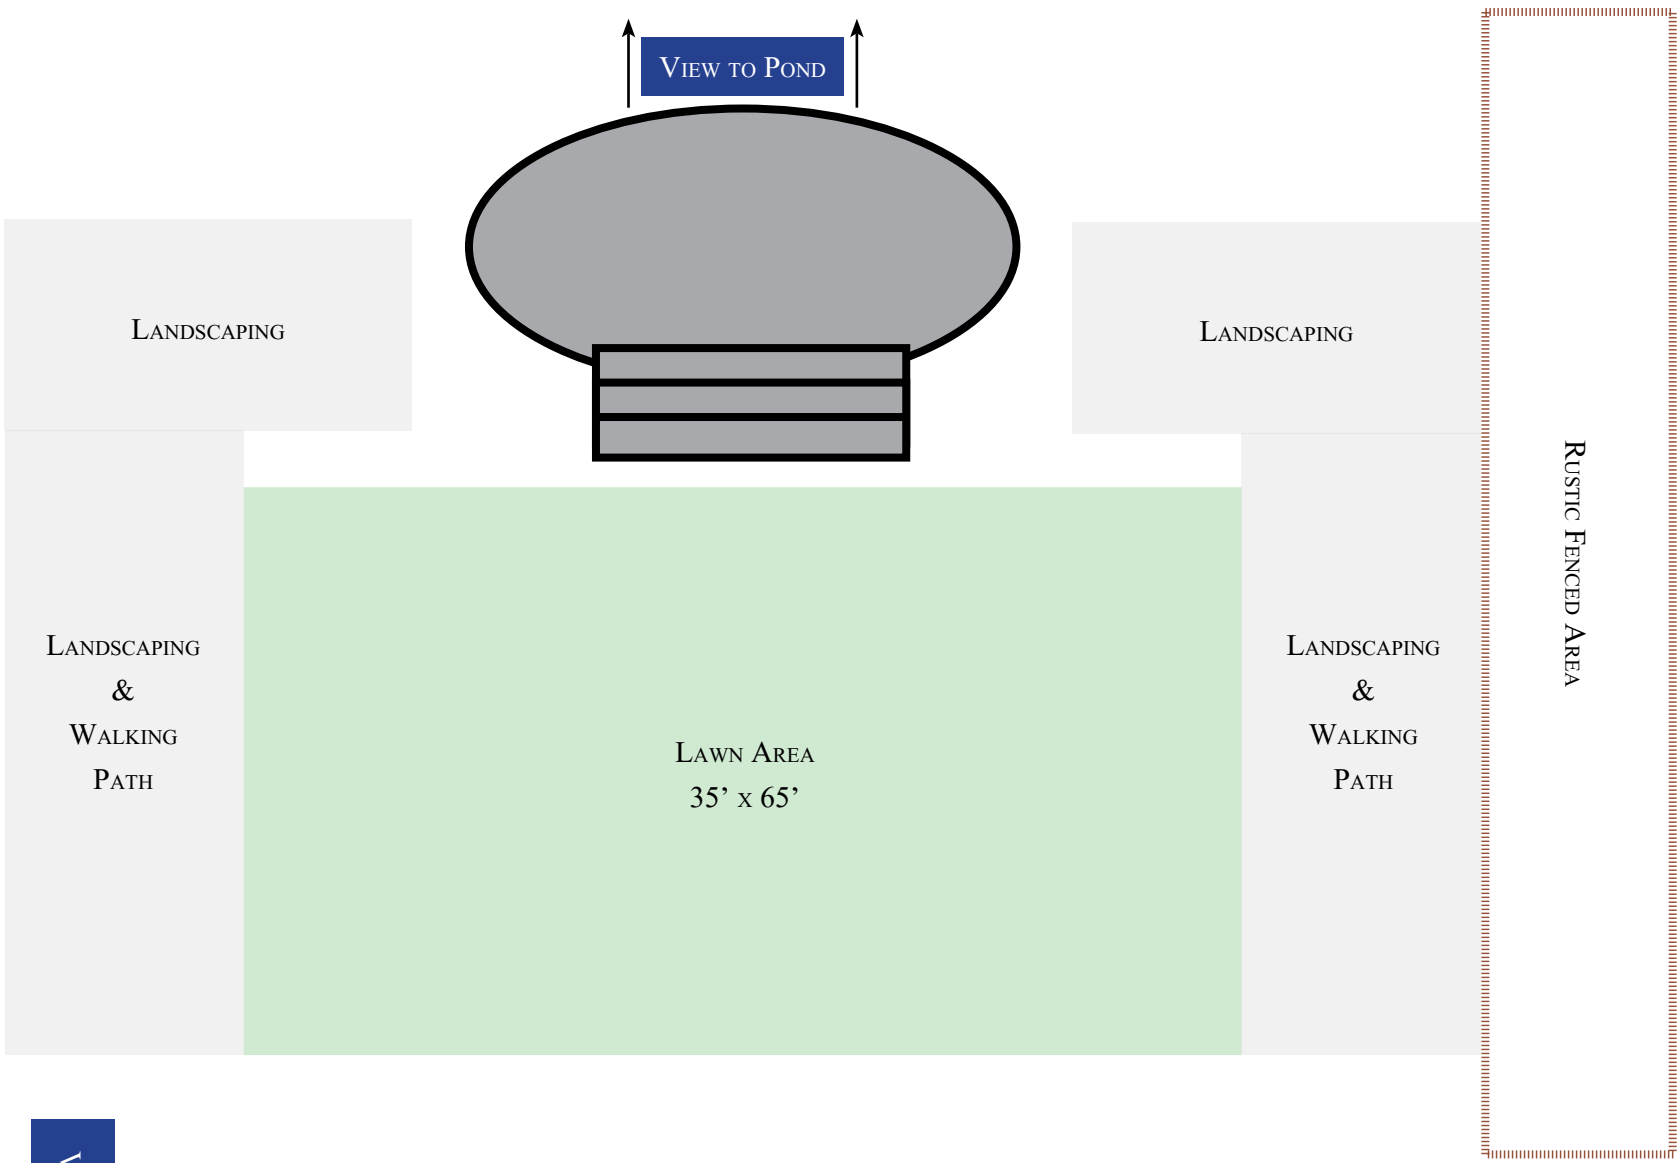 View to Pond
Landscaping
Landscaping
Rustic Fenced Area
Landscaping
&
Walking
Path
Lawn Area
35’ x 65’
Landscaping
&
Walking
Path